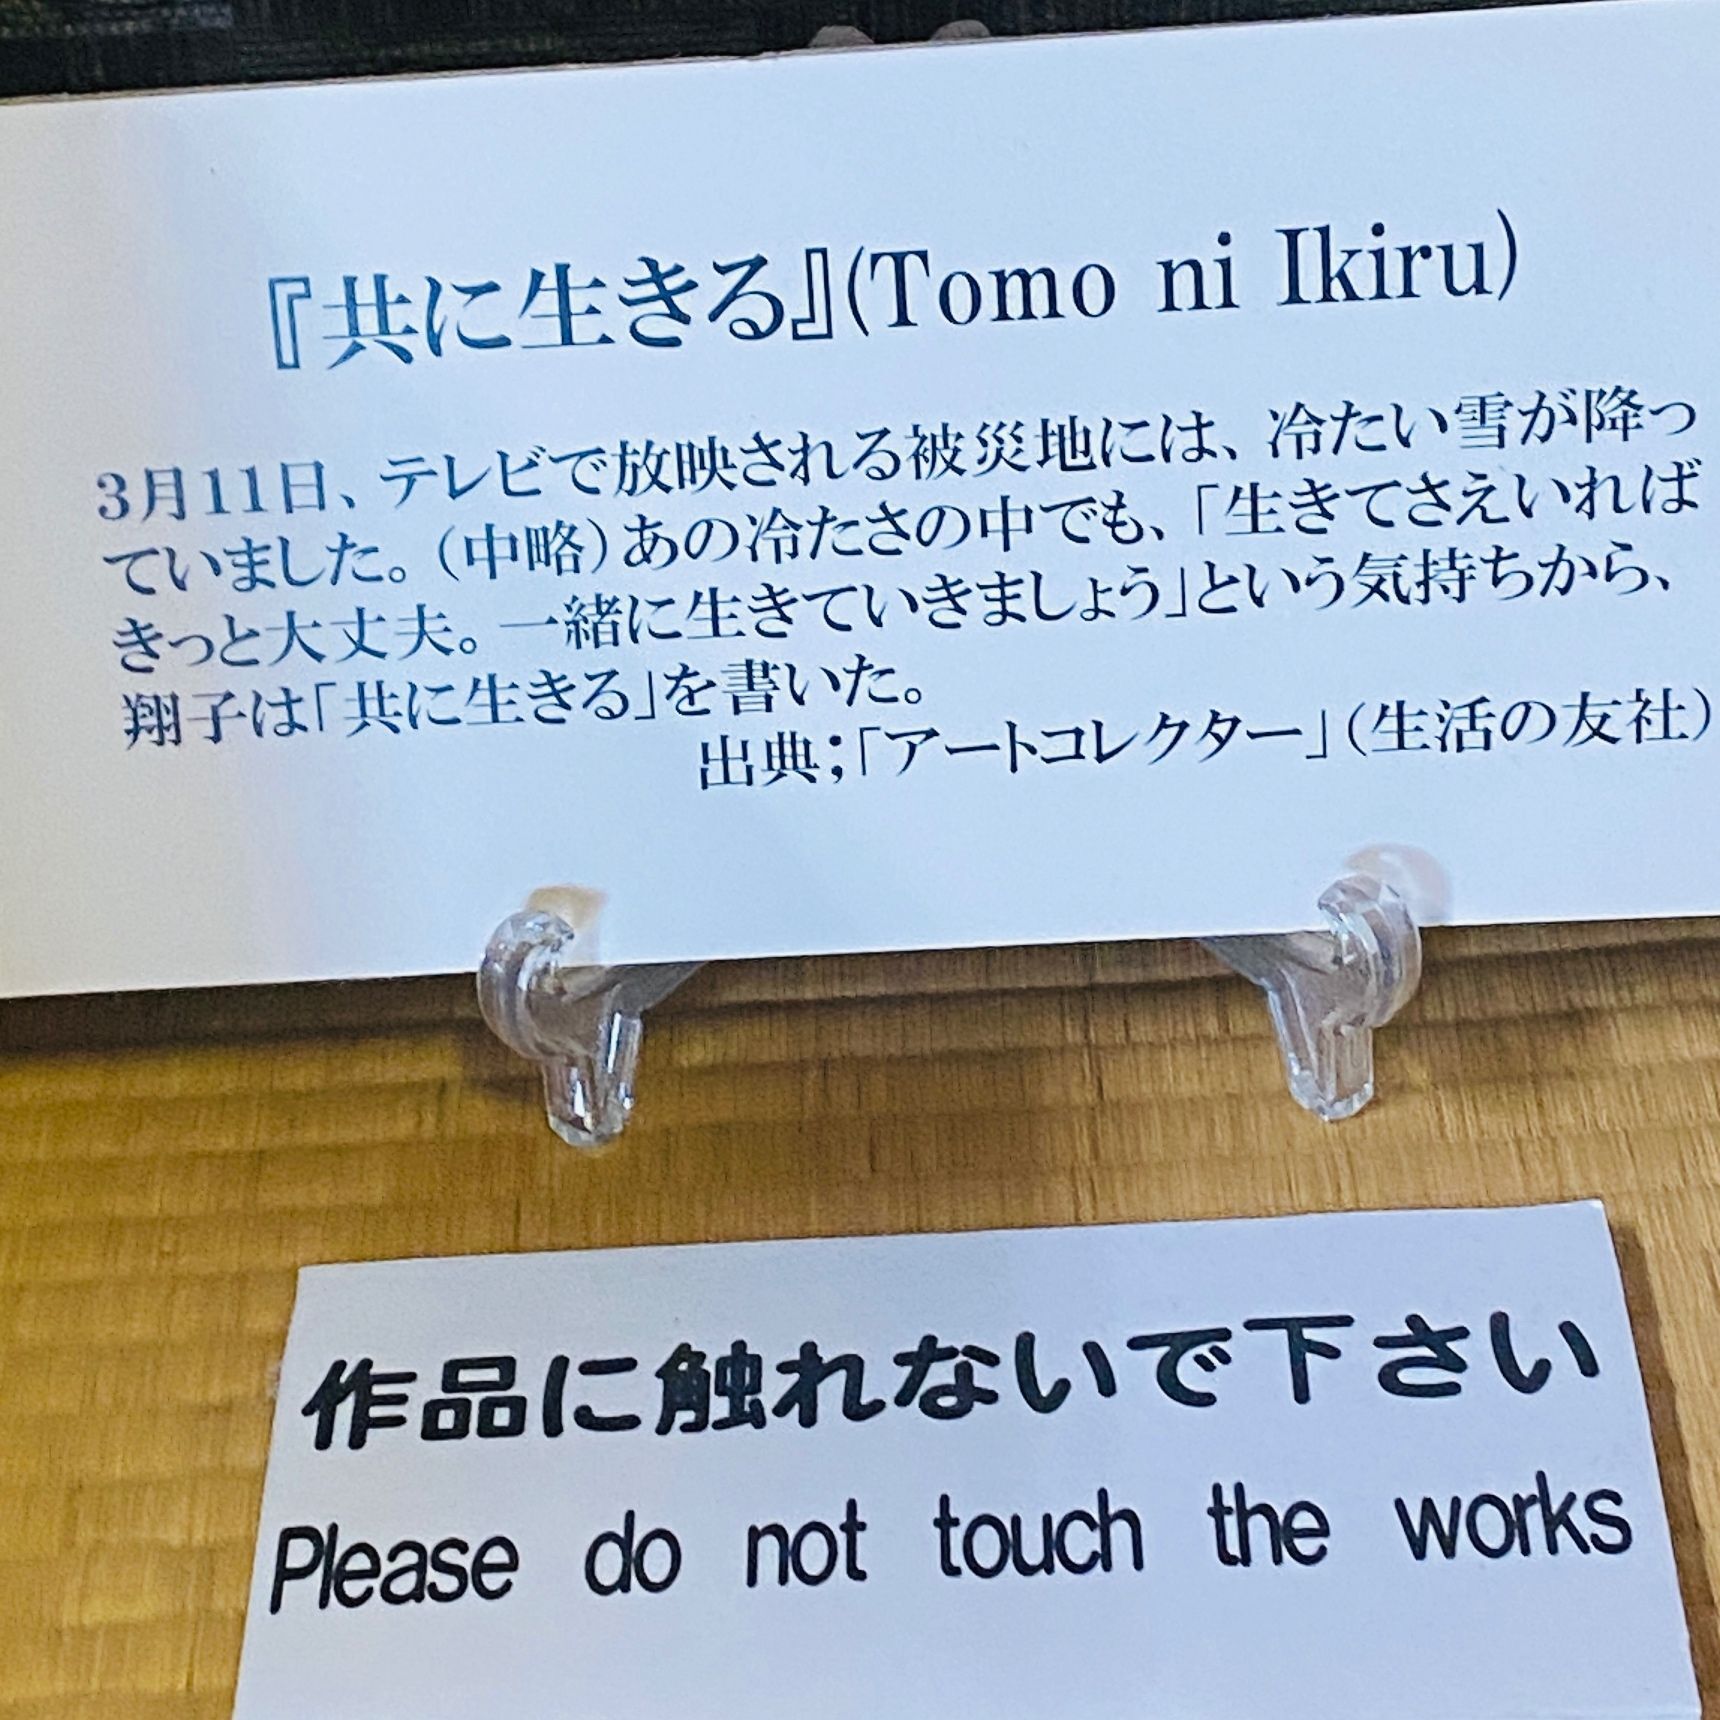 『共に生きる』(Tomo ni Ikiru)
3月11日、テレビで放映される被災地には、冷たい雪が降っ
ていました。(中略)あの冷たさの中でも、「生きてさえいれば
きっと大丈夫。一緒に生きていきましょう」という気持ちから、
翔子は「共に生きる」を書いた。
出典;「アートコレクター」(生活の友社)
作品に触れないで下さい
Please do not touch the works